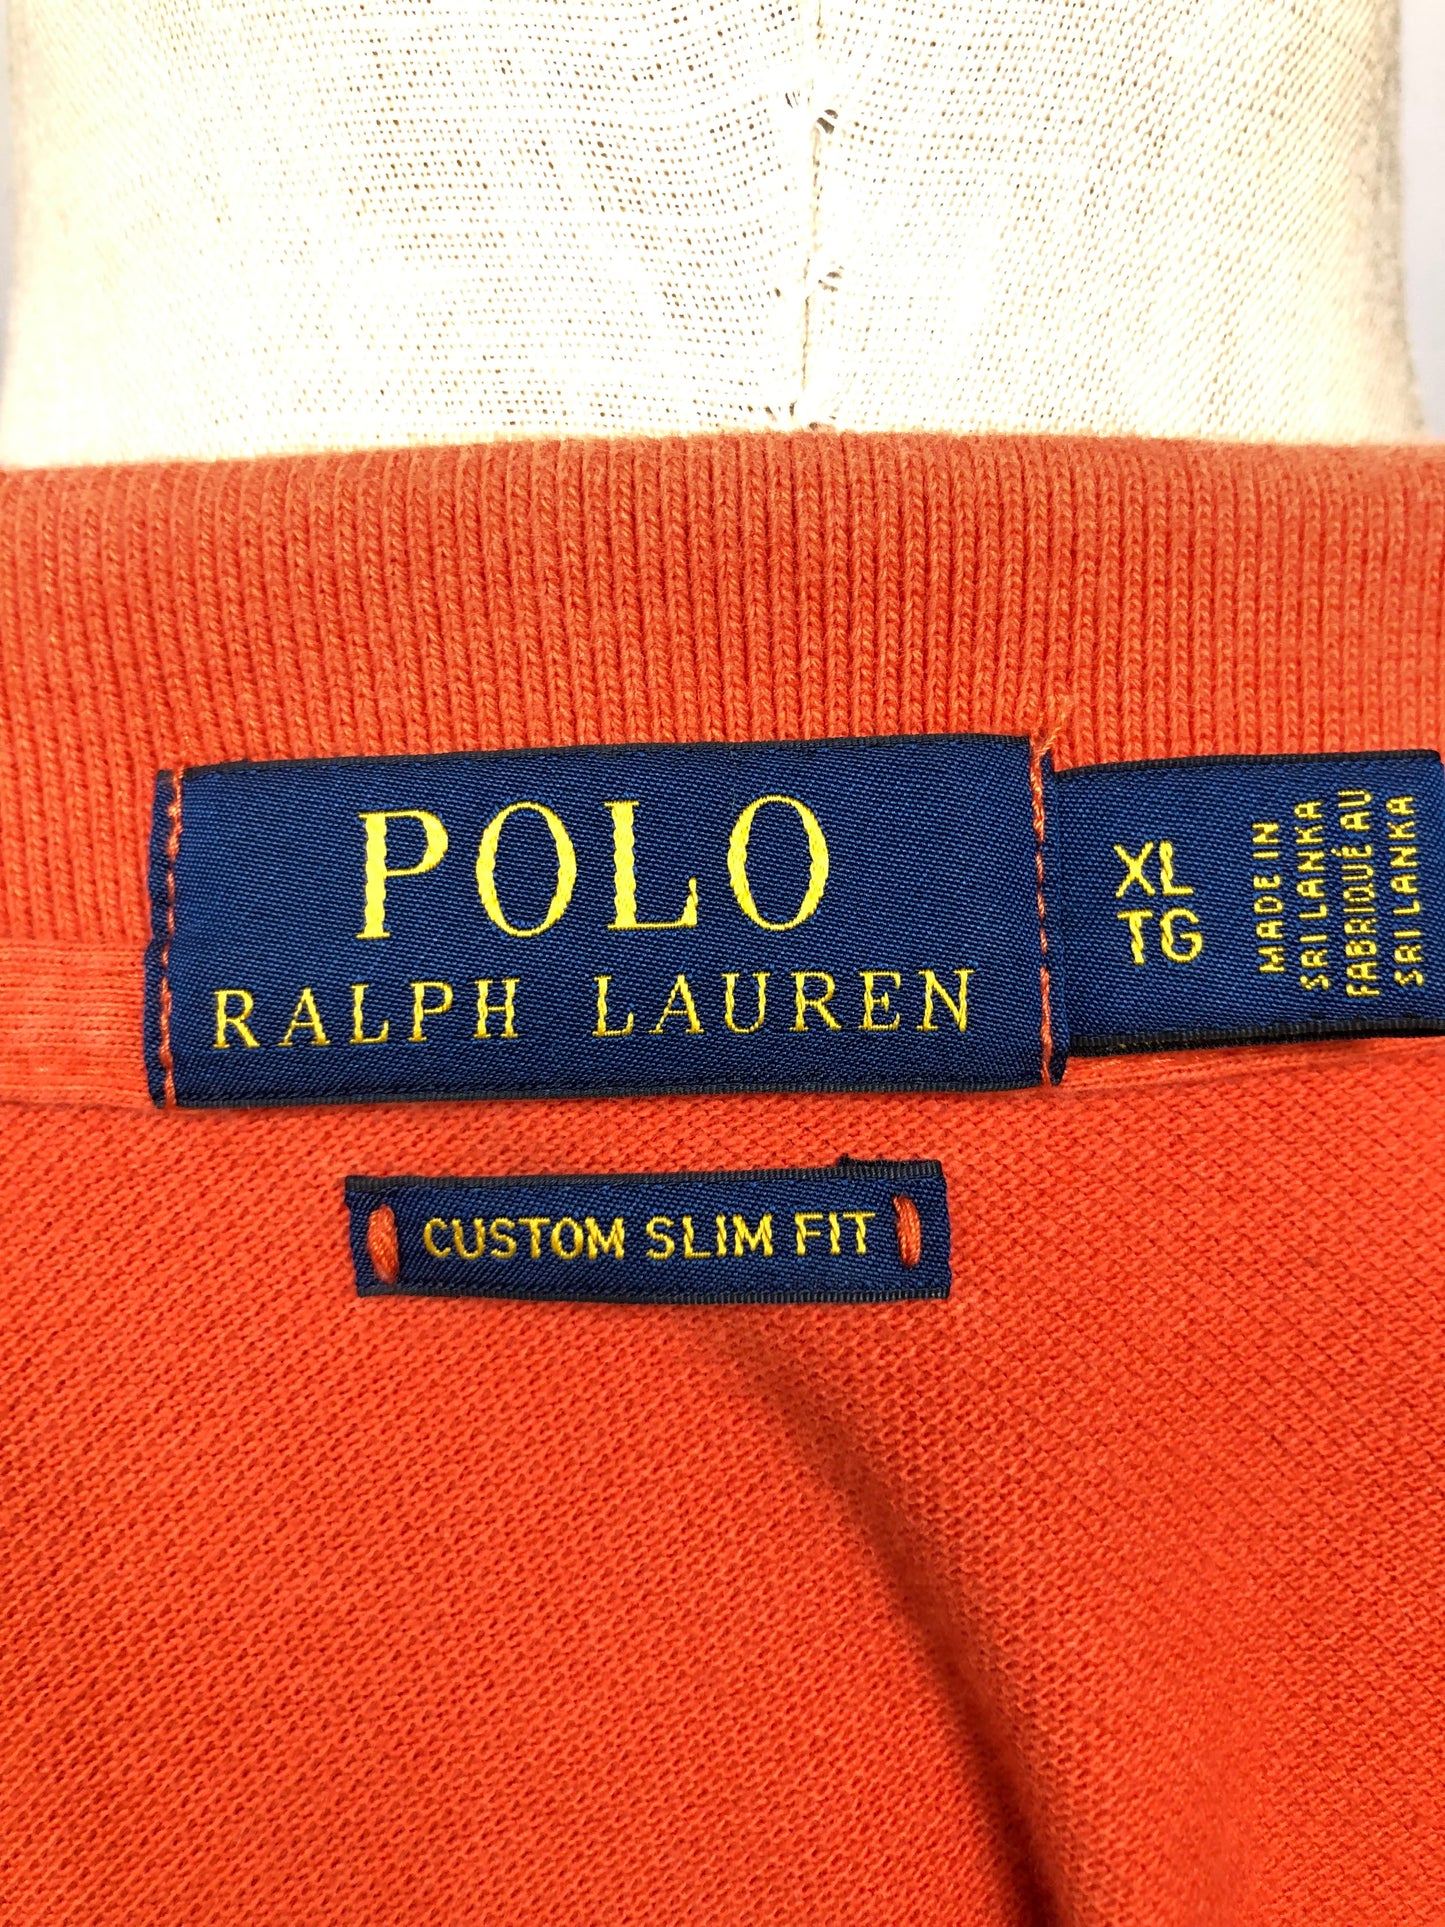 POLO
RALPH LAUREN
XL
TG
MADE IN
SRI LANKA
FABRIQUÉ AU
SRI LANKA
CUSTOM SLIM FIT